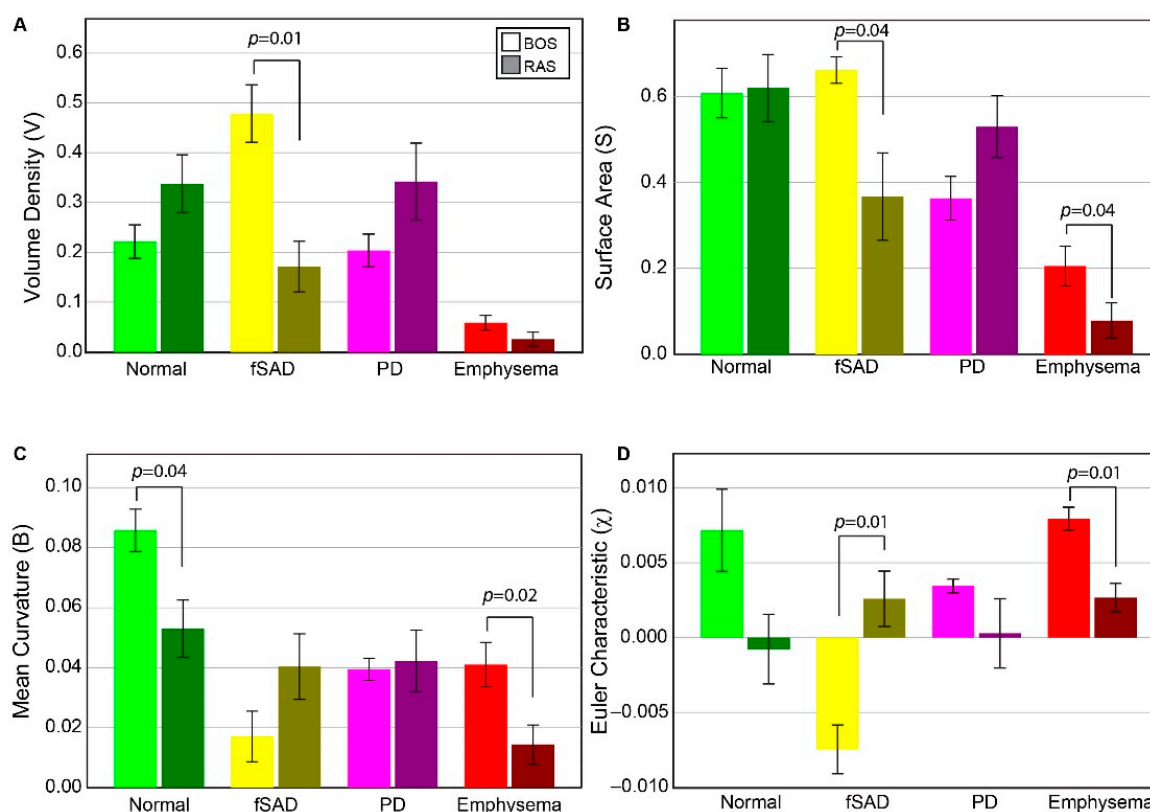 A
Volume Density (V)
0.6
0.5
0.4
0.3
0.2
0.1
0.0
p=0.01
BOS
RAS
Normal fSAD PD Emphysema
B
Surface Area (S)
0.6
0.4
0.2
0.0
p=0.04
p=0.04
Normal fSAD PD Emphysema
C
Mean Curvature (B)
0.10
0.08
0.06
0.04
0.02
0.00
p=0.04
p=0.02
Normal fSAD PD Emphysema
D
Euler Characteristic (χ)
0.010
0.005
0.000
−0.005
−0.010
p=0.01
p=0.01
Normal fSAD PD Emphysema